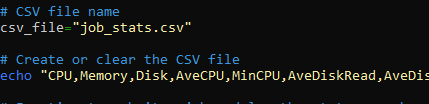 # CSV file name
csv_file="job_stats.csv"
# Create or clear the CSV file
echo "CPU,Memory,Disk,AveCPU,MinCPU,AveDiskRead,AveDis